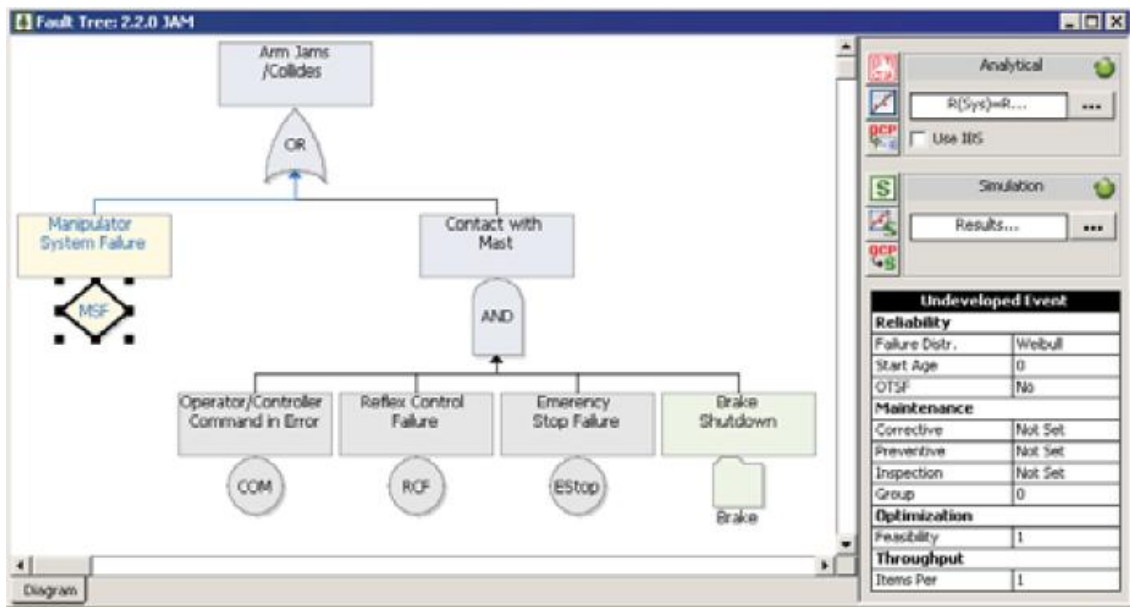 Fault Tree: 2.2.0 JAM
Arm Jams
/Collides
OR
Manipulator
System Failure
MSF
Contact with
Mast
AND
Operator/Controller
Command in Error
COM
Reflex Control
Failure
RCF
Emerency
Stop Failure
EStop
Brake
Shutdown
Brake
Diagram
Analytical
R(Sys)=R...
...
QCP
Use IBS
S
Simulation
Results...
...
QCP
S
Undeveloped Event
Reliability
Failure Distr. Weibull
Start Age 0
OTSF No
Maintenance
Corrective Not Set
Preventive Not Set
Inspection Not Set
Group 0
Optimization
Feasibility 1
Throughput
Items Per 1